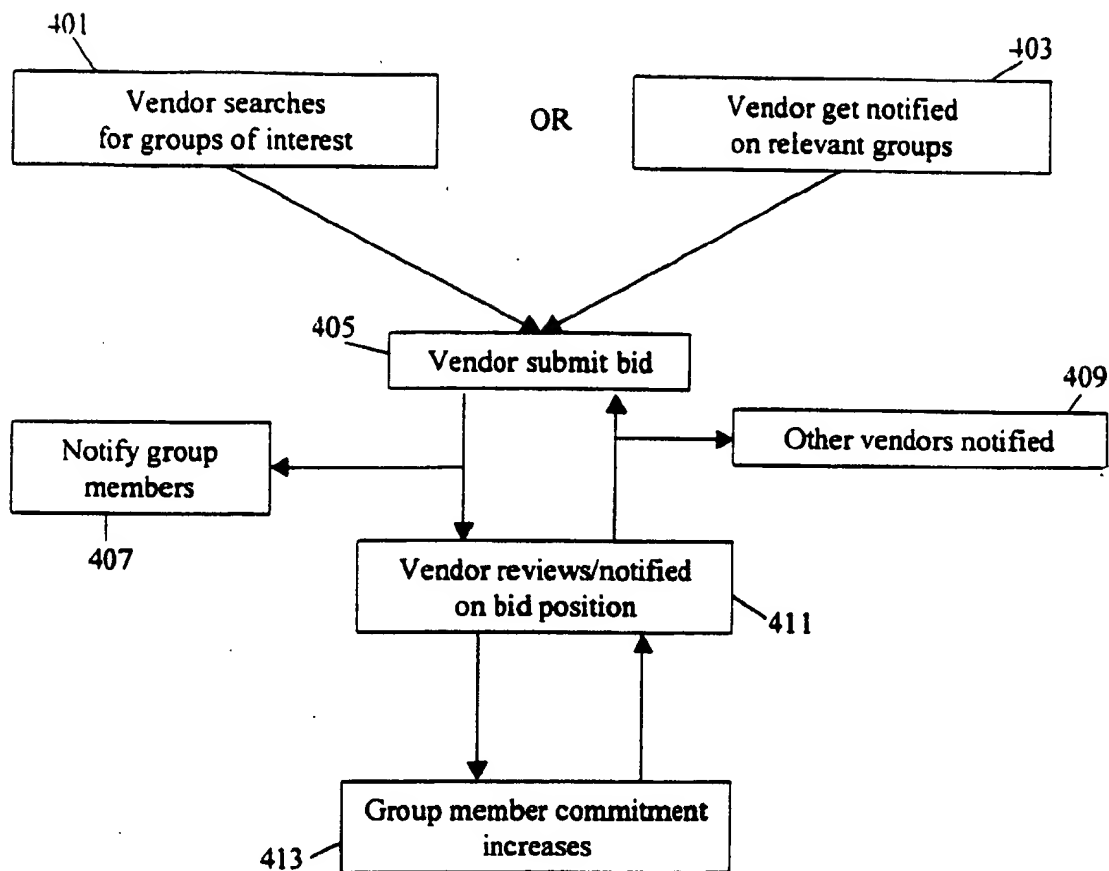 401
403
Vendor searches
for groups of interest
OR
Vendor get notified
on relevant groups
405
Vendor submit bid
409
Other vendors notified
Notify group
members
407
Vendor reviews/notified
on bid position
411
Group member commitment
increases
413